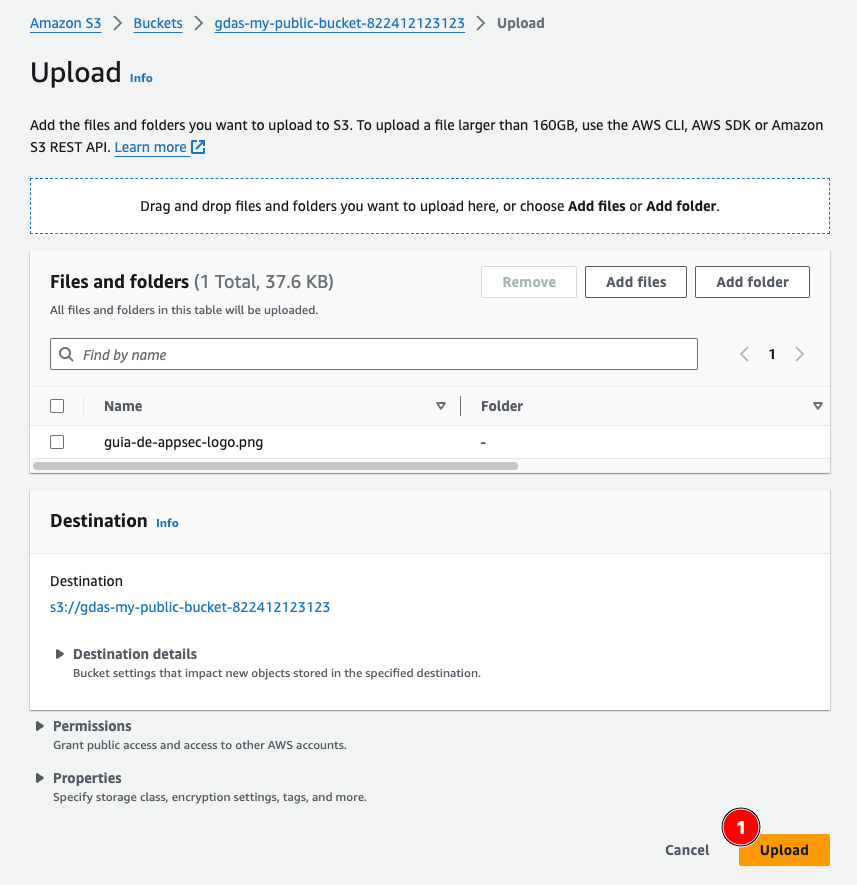 Amazon S3 > Buckets > gdas-my-public-bucket-822412123123 > Upload
Upload Info
Add the files and folders you want to upload to S3. To upload a file larger than 160GB, use the AWS CLI, AWS SDK or Amazon
S3 REST API. Learn more
Drag and drop files and folders you want to upload here, or choose Add files or Add folder.
Files and folders (1 Total, 37.6 KB)
Remove Add files Add folder
All files and folders in this table will be uploaded.
Find by name
1
Name Folder
guia-de-appsec-logo.png -
Destination Info
Destination
s3://gdas-my-public-bucket-822412123123
Destination details
Bucket settings that impact new objects stored in the specified destination.
Permissions
Grant public access and access to other AWS accounts.
Properties
Specify storage class, encryption settings, tags, and more.
1
Cancel Upload